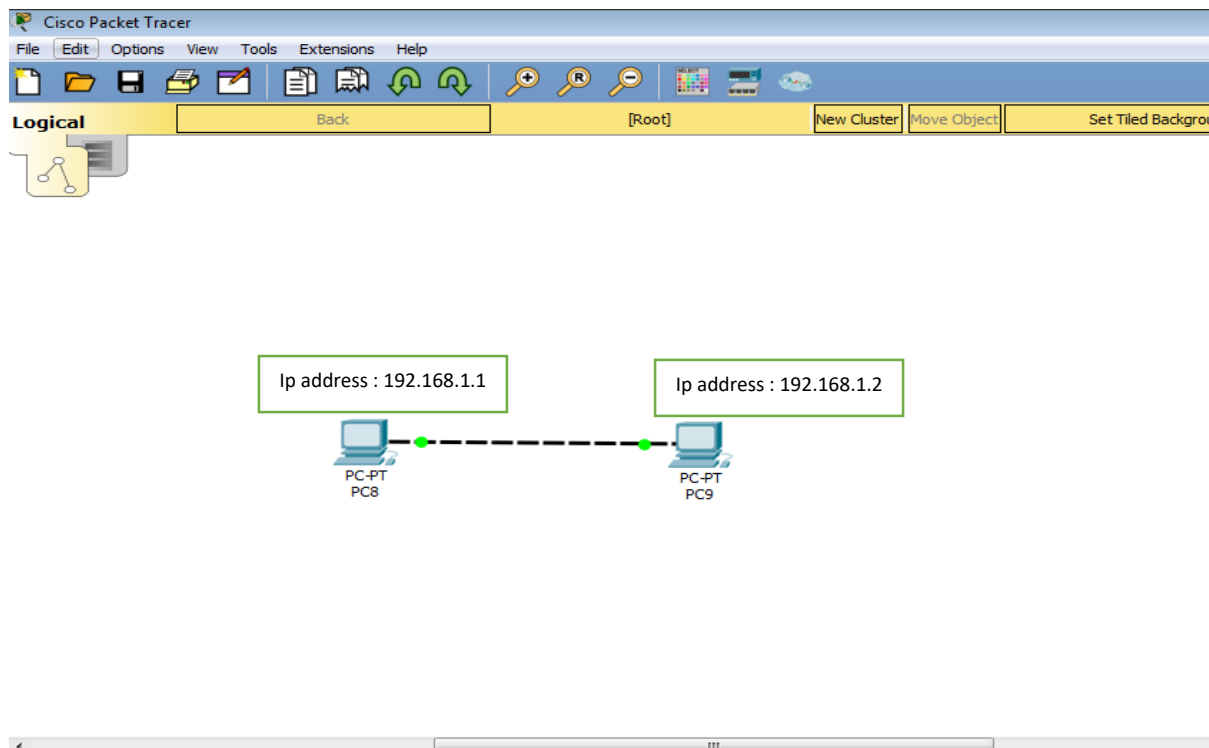 Cisco Packet Tracer
File Edit Options View Tools Extensions Help
Logical Back [Root] New Cluster Move Object Set Tiled Backgrou
Ip address : 192.168.1.1 Ip address : 192.168.1.2
PC-PT PC-PT
PC8 PC9